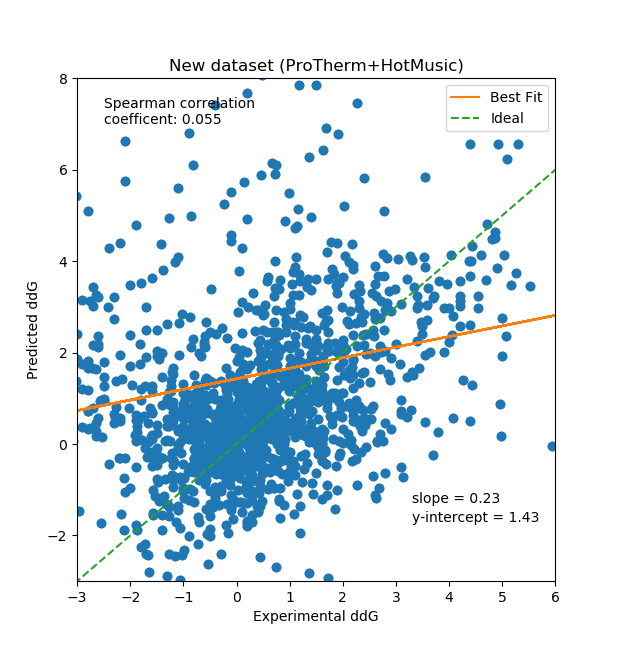 New dataset (ProTherm+HotMusic)
Spearman correlation
coefficent: 0.055
Best Fit
Ideal
8
6
4
2
0
−2
Predicted ddG
slope = 0.23
y-intercept = 1.43
−3 −2 −1 0 1 2 3 4 5 6
Experimental ddG